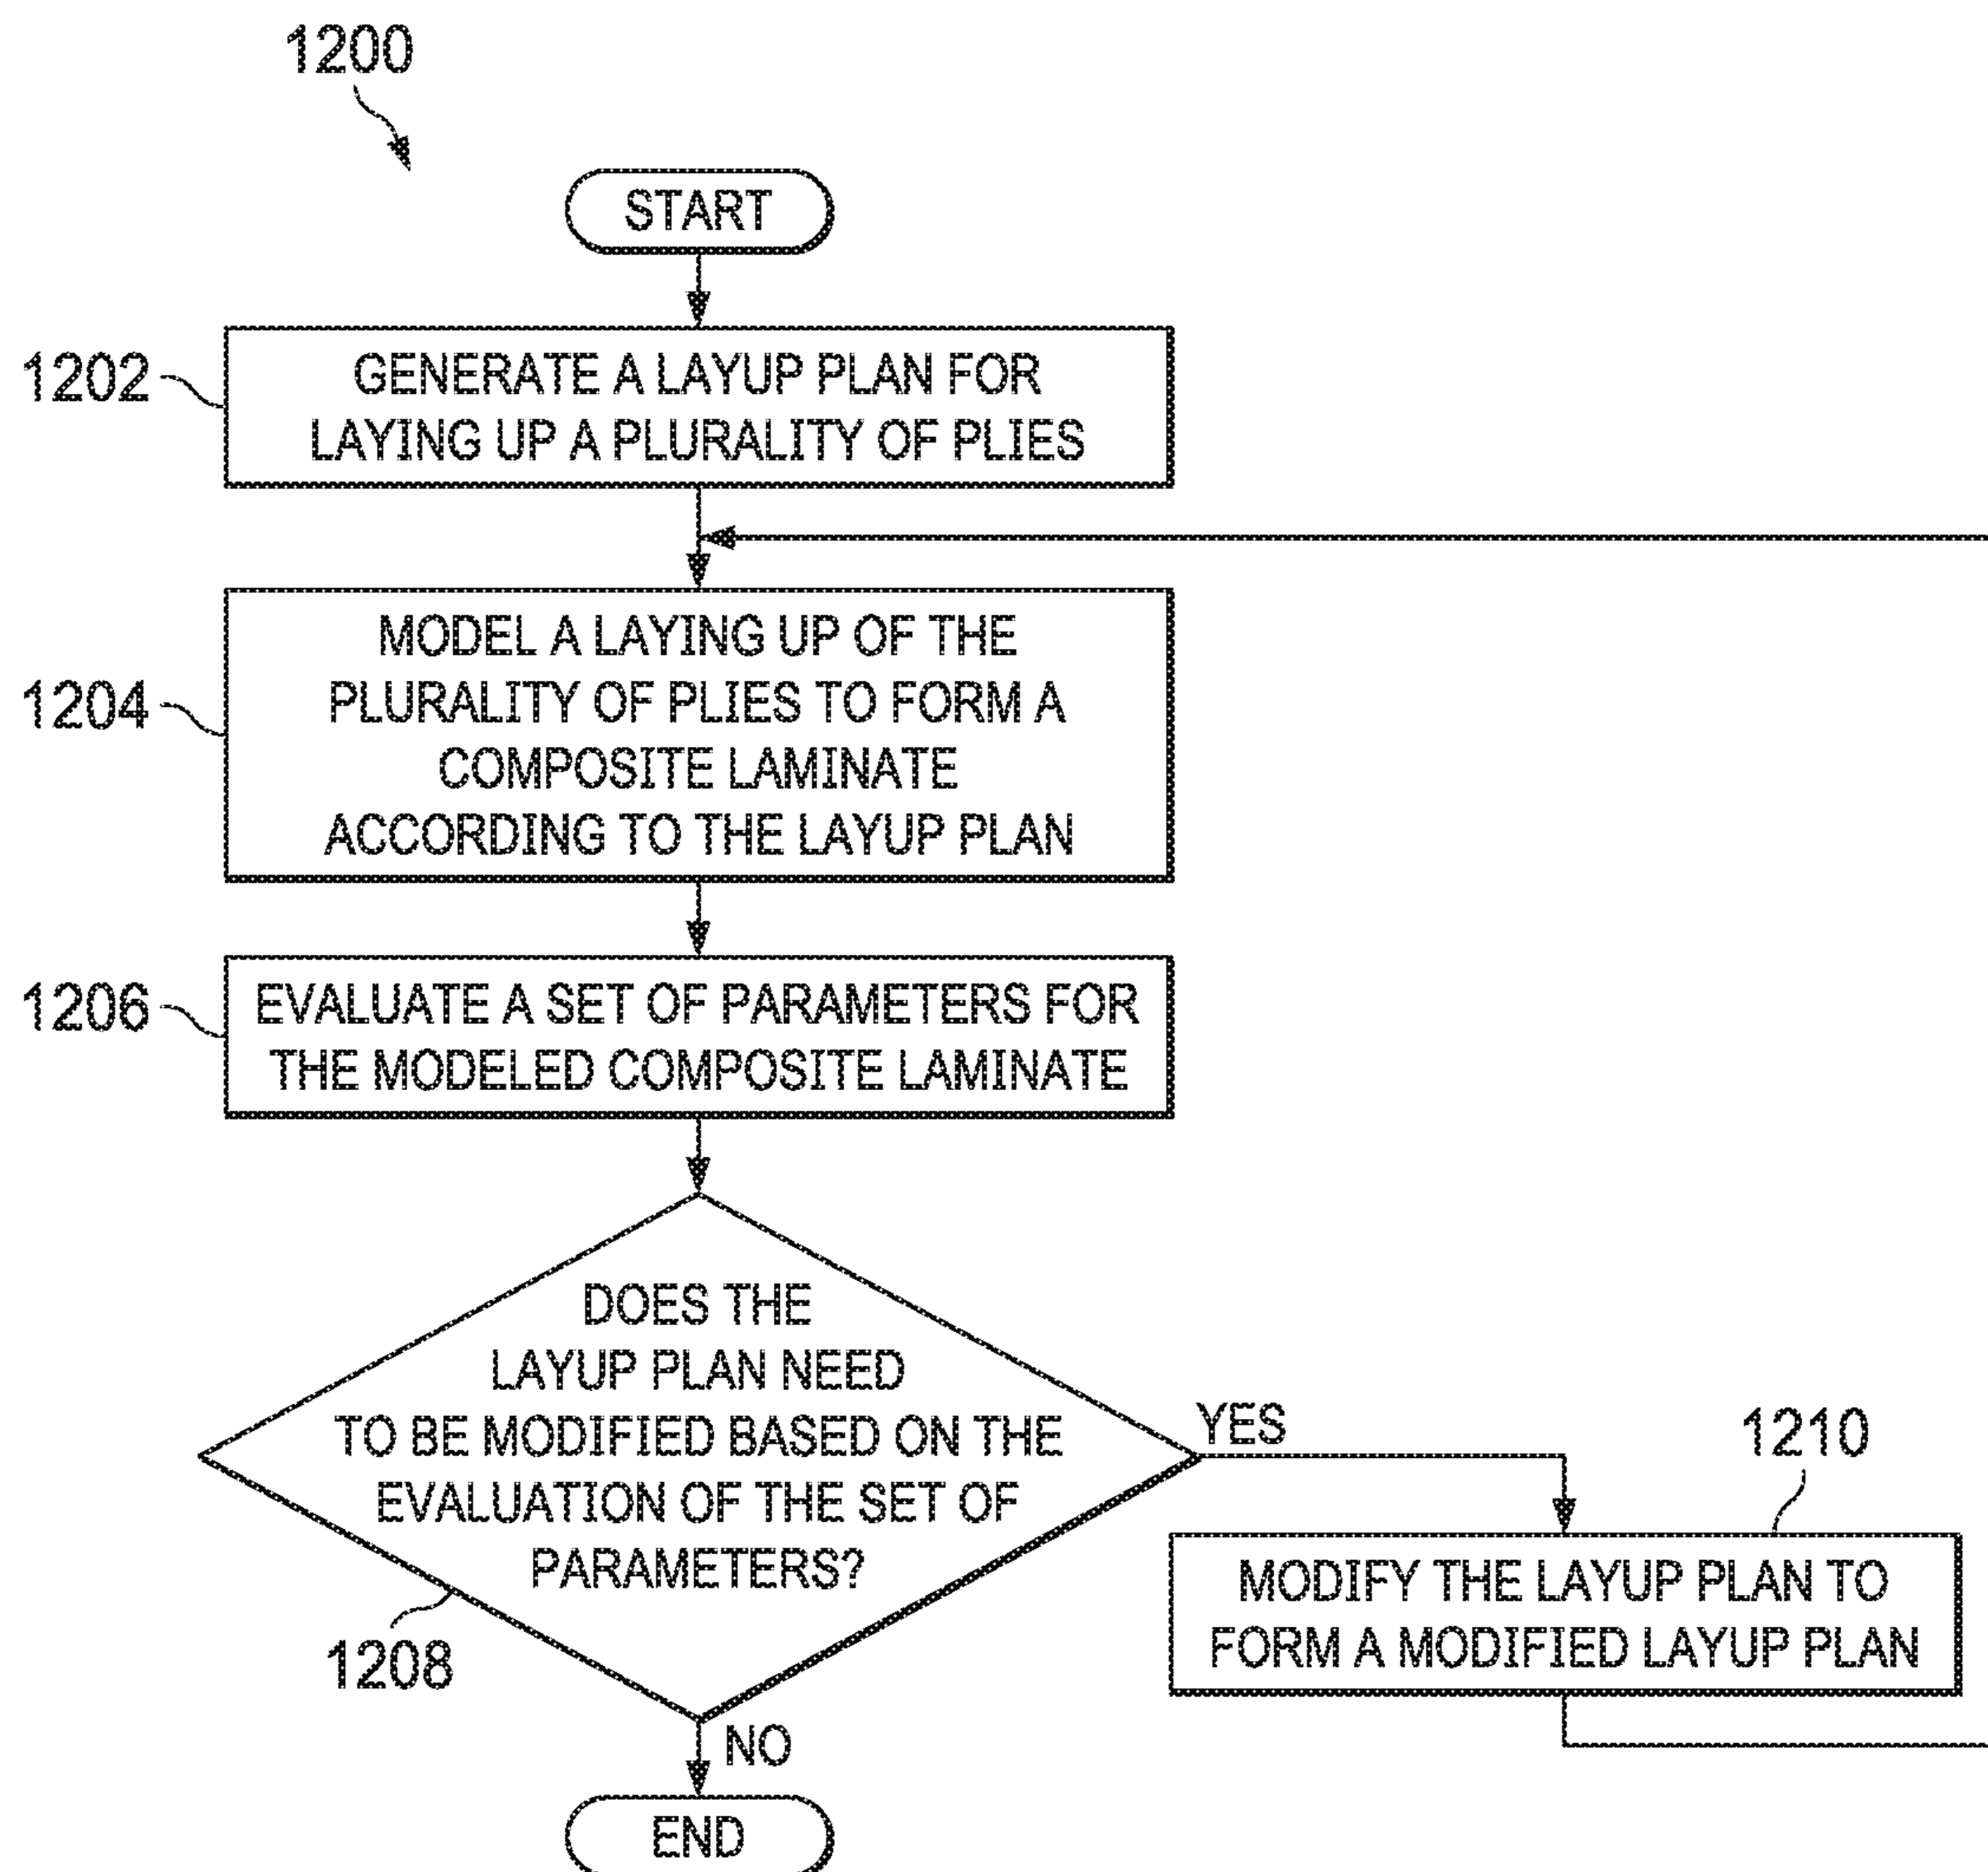 1200
START
1202
GENERATE A LAYUP PLAN FOR
LAYING UP A PLURALITY OF PLIES
1204
MODEL A LAYING UP OF THE
PLURALITY OF PLIES TO FORM A
COMPOSITE LAMINATE
ACCORDING TO THE LAYUP PLAN
1206
EVALUATE A SET OF PARAMETERS FOR
THE MODELED COMPOSITE LAMINATE
DOES THE
LAYUP PLAN NEED
TO BE MODIFIED BASED ON THE
EVALUATION OF THE SET OF
PARAMETERS?
1208
YES
1210
MODIFY THE LAYUP PLAN TO
FORM A MODIFIED LAYUP PLAN
NO
END